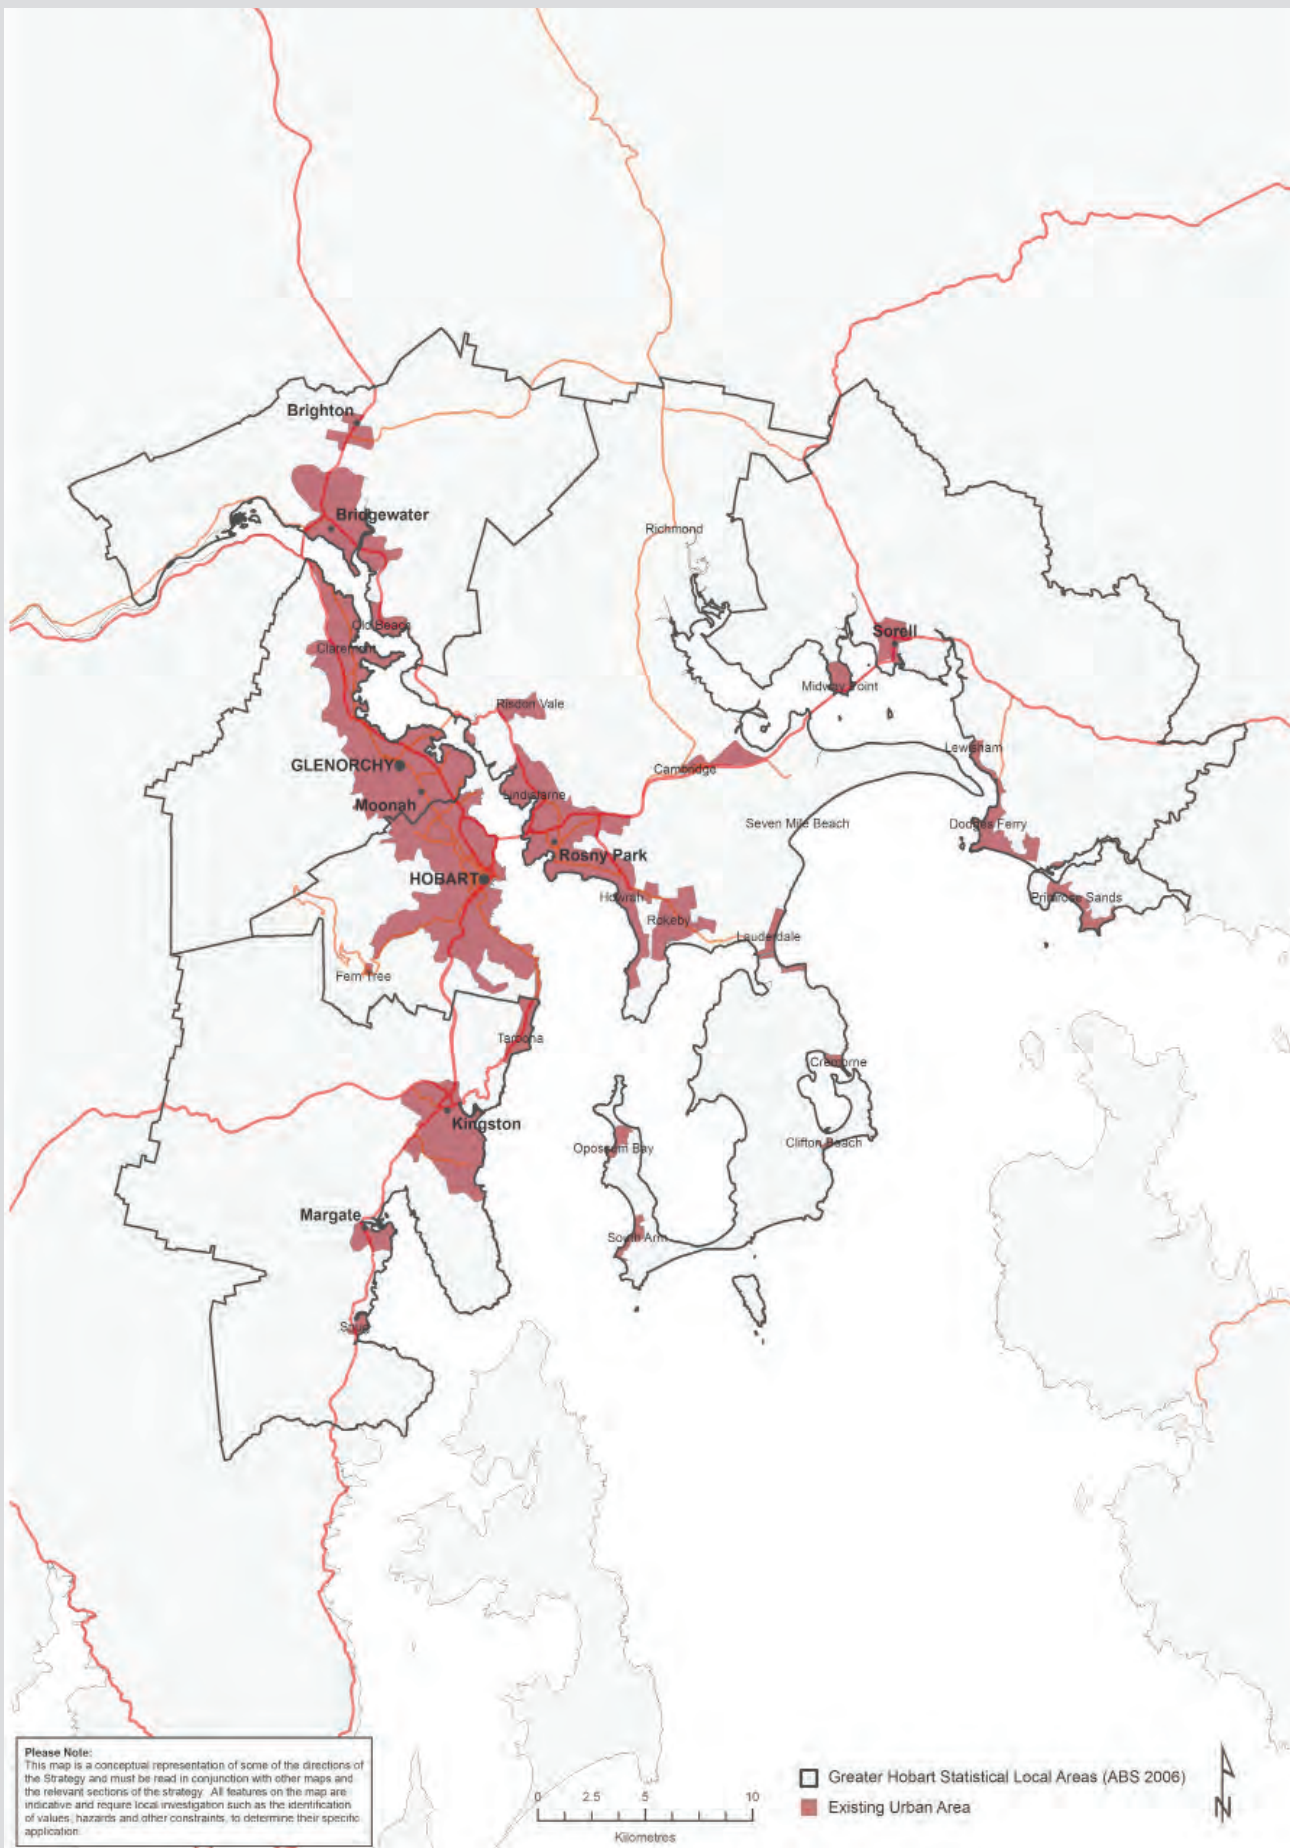 Brighton
Bridgewater
Richmond
Old Beach
Sorell
Claremont
Midway Point
Risdon Vale
Lewisham
GLENORCHY
Cambridge
Lindisfarne
Moonah
Seven Mile Beach
Dodges Ferry
Rosny Park
HOBART
Howrah
Primrose Sands
Rokeby
Lauderdale
Fern Tree
Taroona
Cremorne
Kingston
Opossum Bay
Clifton Beach
Margate
South Arm
Snug
Please Note:
This map is a conceptual representation of some of the directions of
the Strategy and must be read in conjunction with other maps and
the relevant sections of the strategy. All features on the map are
indicative and require local investigation such as the identification
of values, hazards and other constraints, to determine their specific
application.
0 2.5 5 10
Kilometres
Greater Hobart Statistical Local Areas (ABS 2006)
Existing Urban Area
N